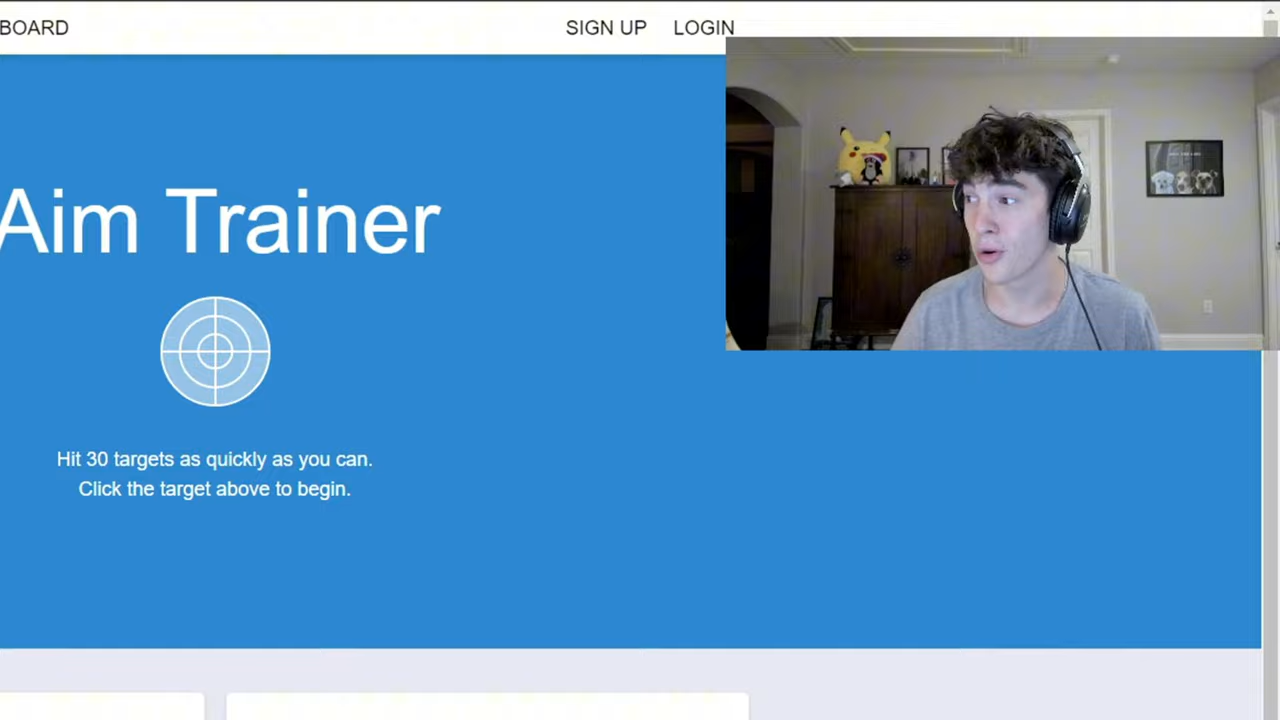 BOARD
SIGN UP
LOGIN
Aim Trainer
Hit 30 targets as quickly as you can.
Click the target above to begin.